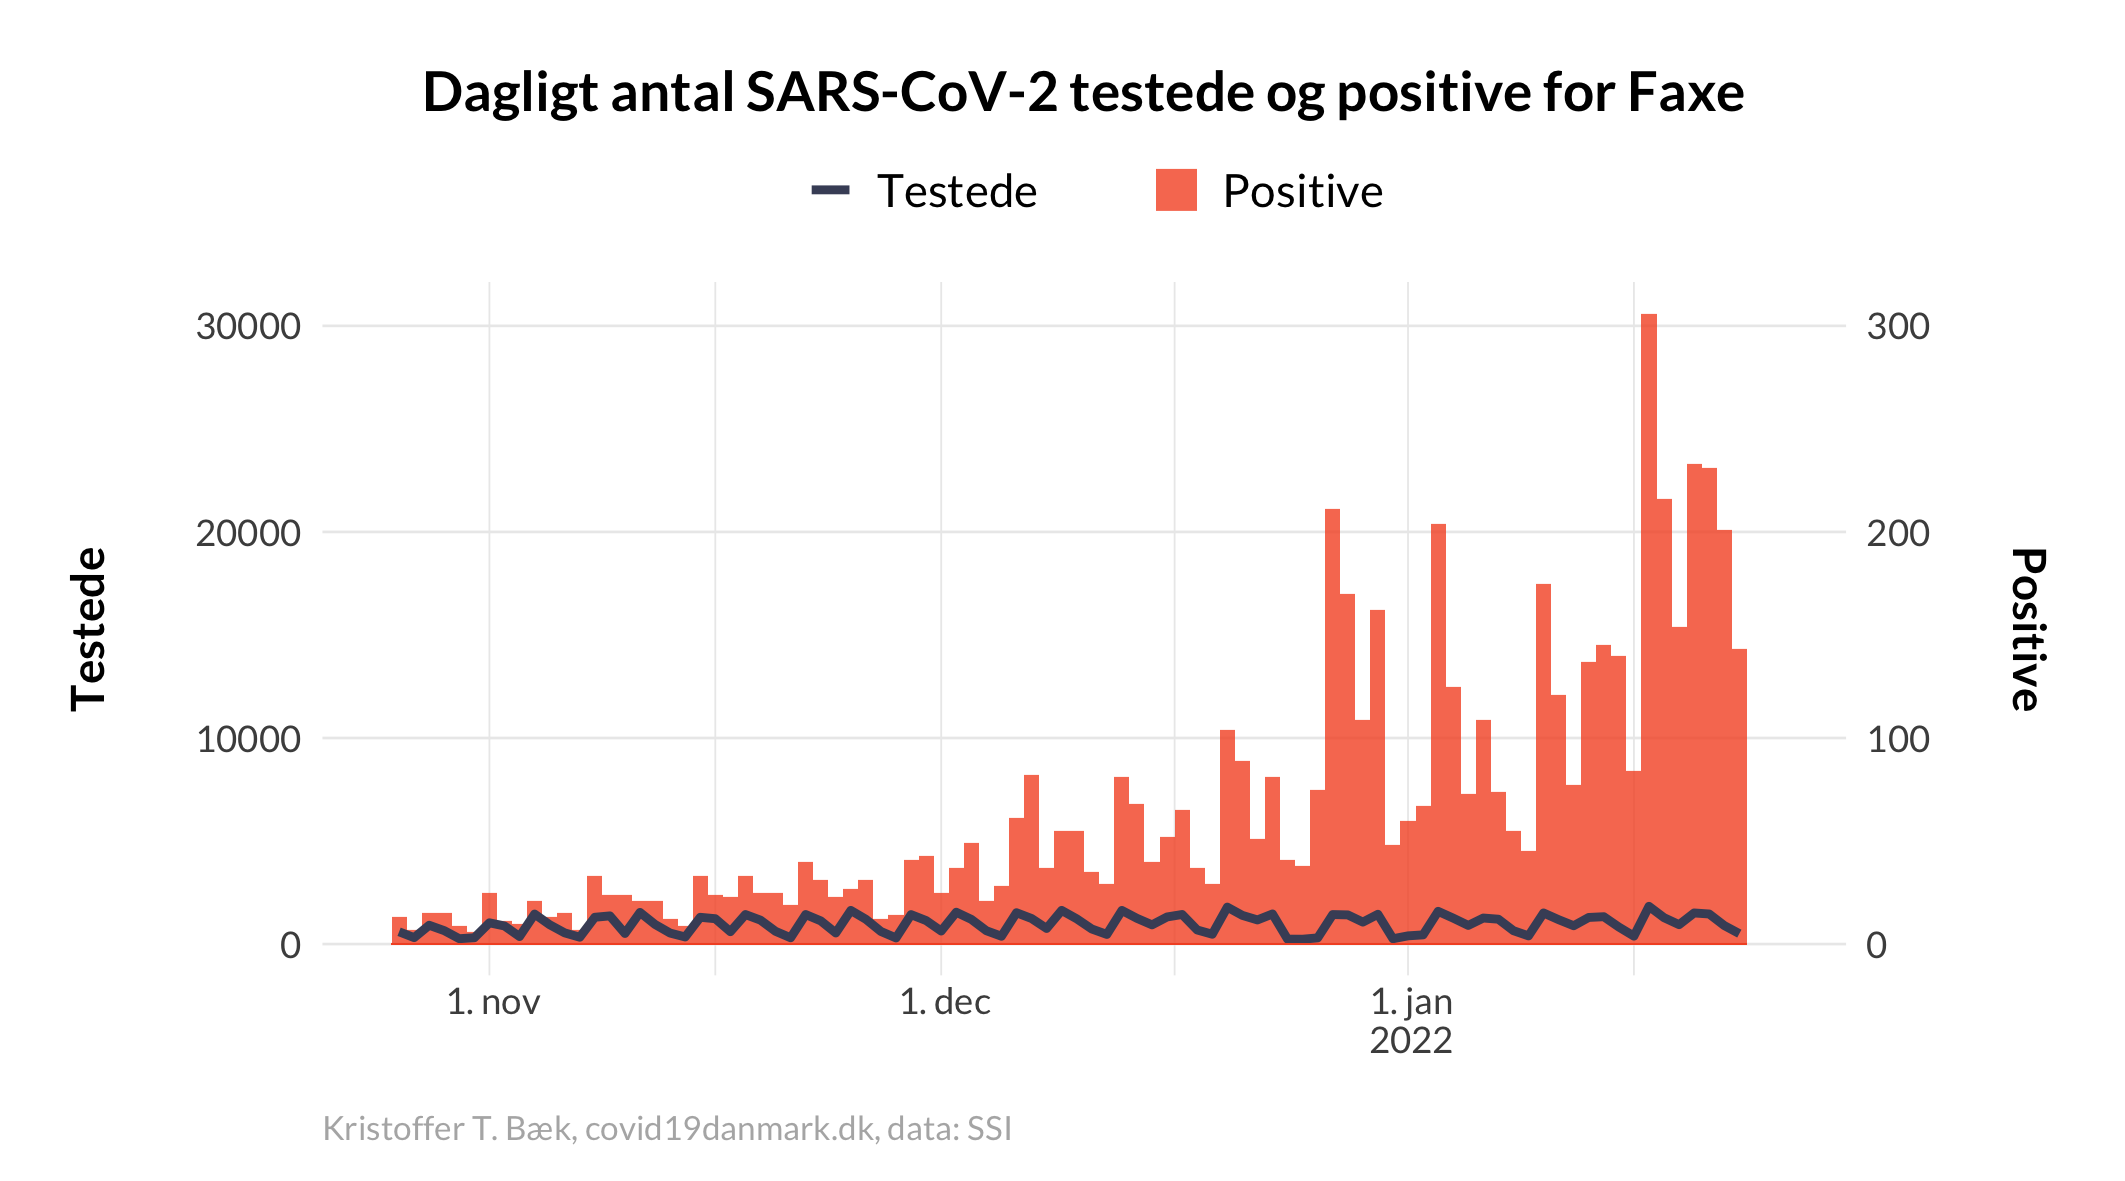 Dagligt antal SARS-CoV-2 testede og positive for Faxe
Testede
Positive
30000
20000
10000
0
Testede
300
200
100
0
Positive
1. nov
1. dec
1. jan
2022
Kristoffer T. Bæk, covid19danmark.dk, data: SSI